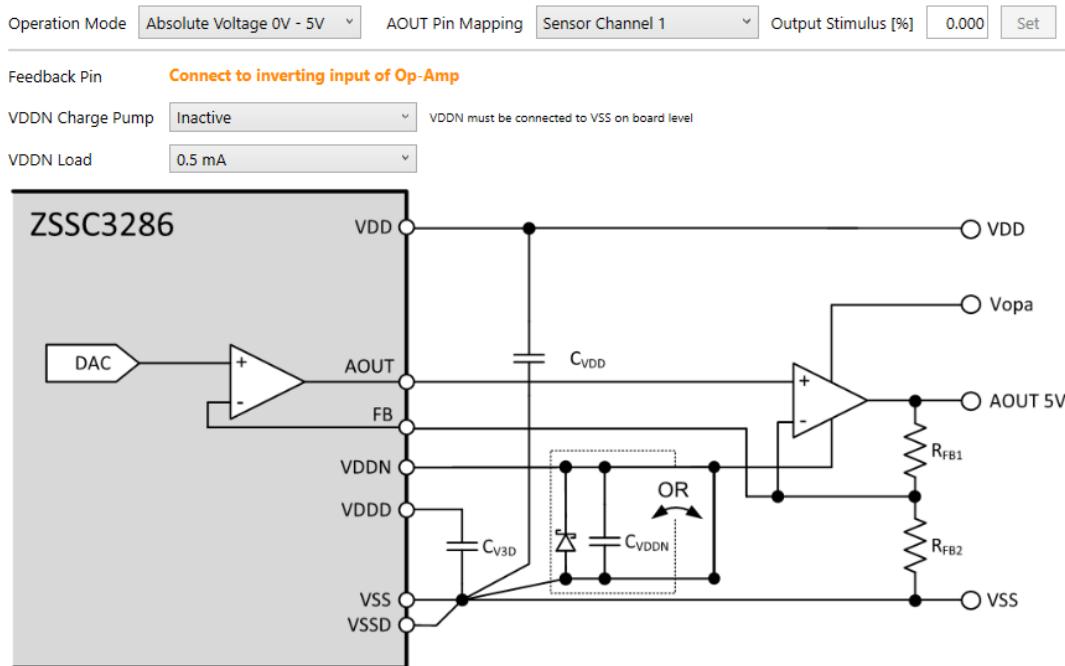 Operation Mode Absolute Voltage 0V - 5V AOUT Pin Mapping Sensor Channel 1 Output Stimulus [%] 0.000 Set
Feedback Pin Connect to inverting input of Op-Amp
VDDN Charge Pump Inactive VDDN must be connected to VSS on board level
VDDN Load 0.5 mA
ZSSC3286 VDD VDD
Vopa
DAC + - AOUT CVDD + - AOUT 5V
FB
RFB1
VDDN
OR
VDDD
CV3D CVDDN RFB2
VSS VSS
VSSD